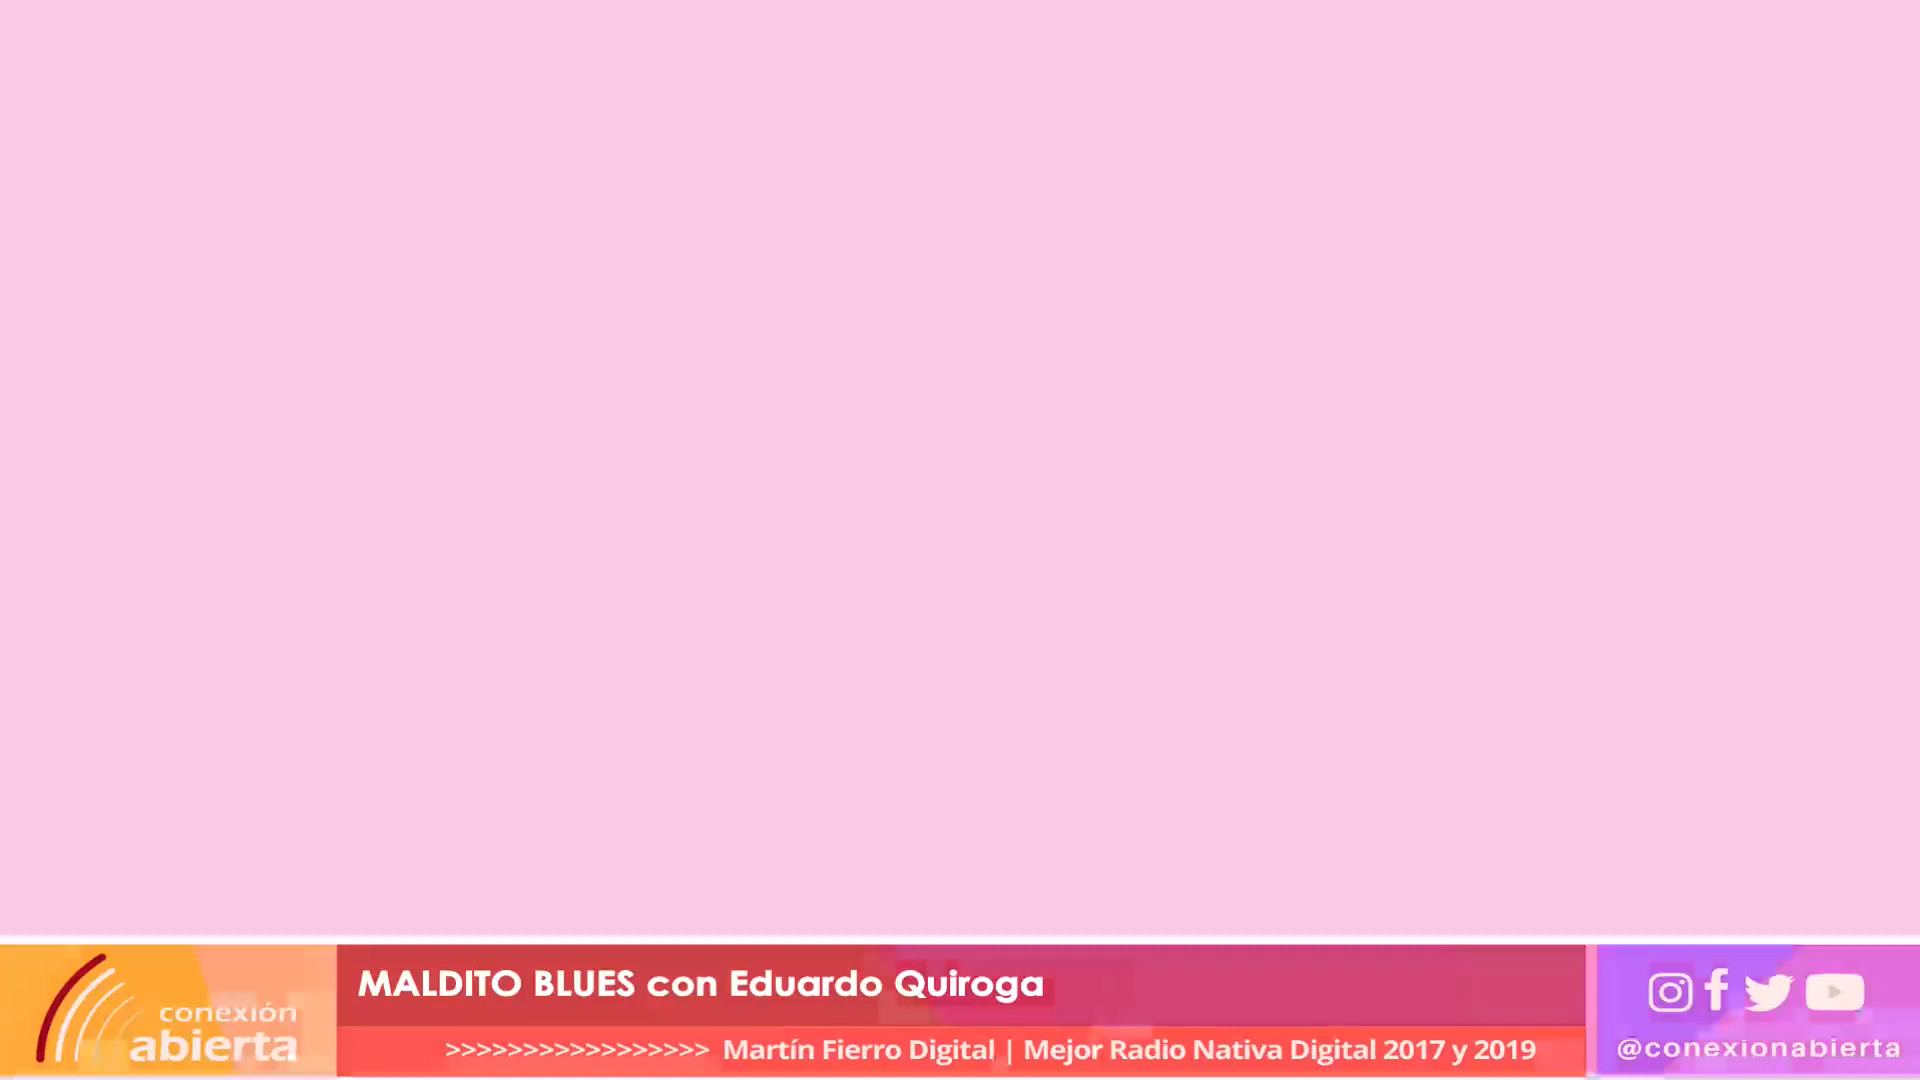 MALDITO BLUES con Eduardo Quiroga
conexión
abierta
>>>>>>>>>>>>>>>>> Martín Fierro Digital | Mejor Radio Nativa Digital 2017 y 2019
@conexionabierta